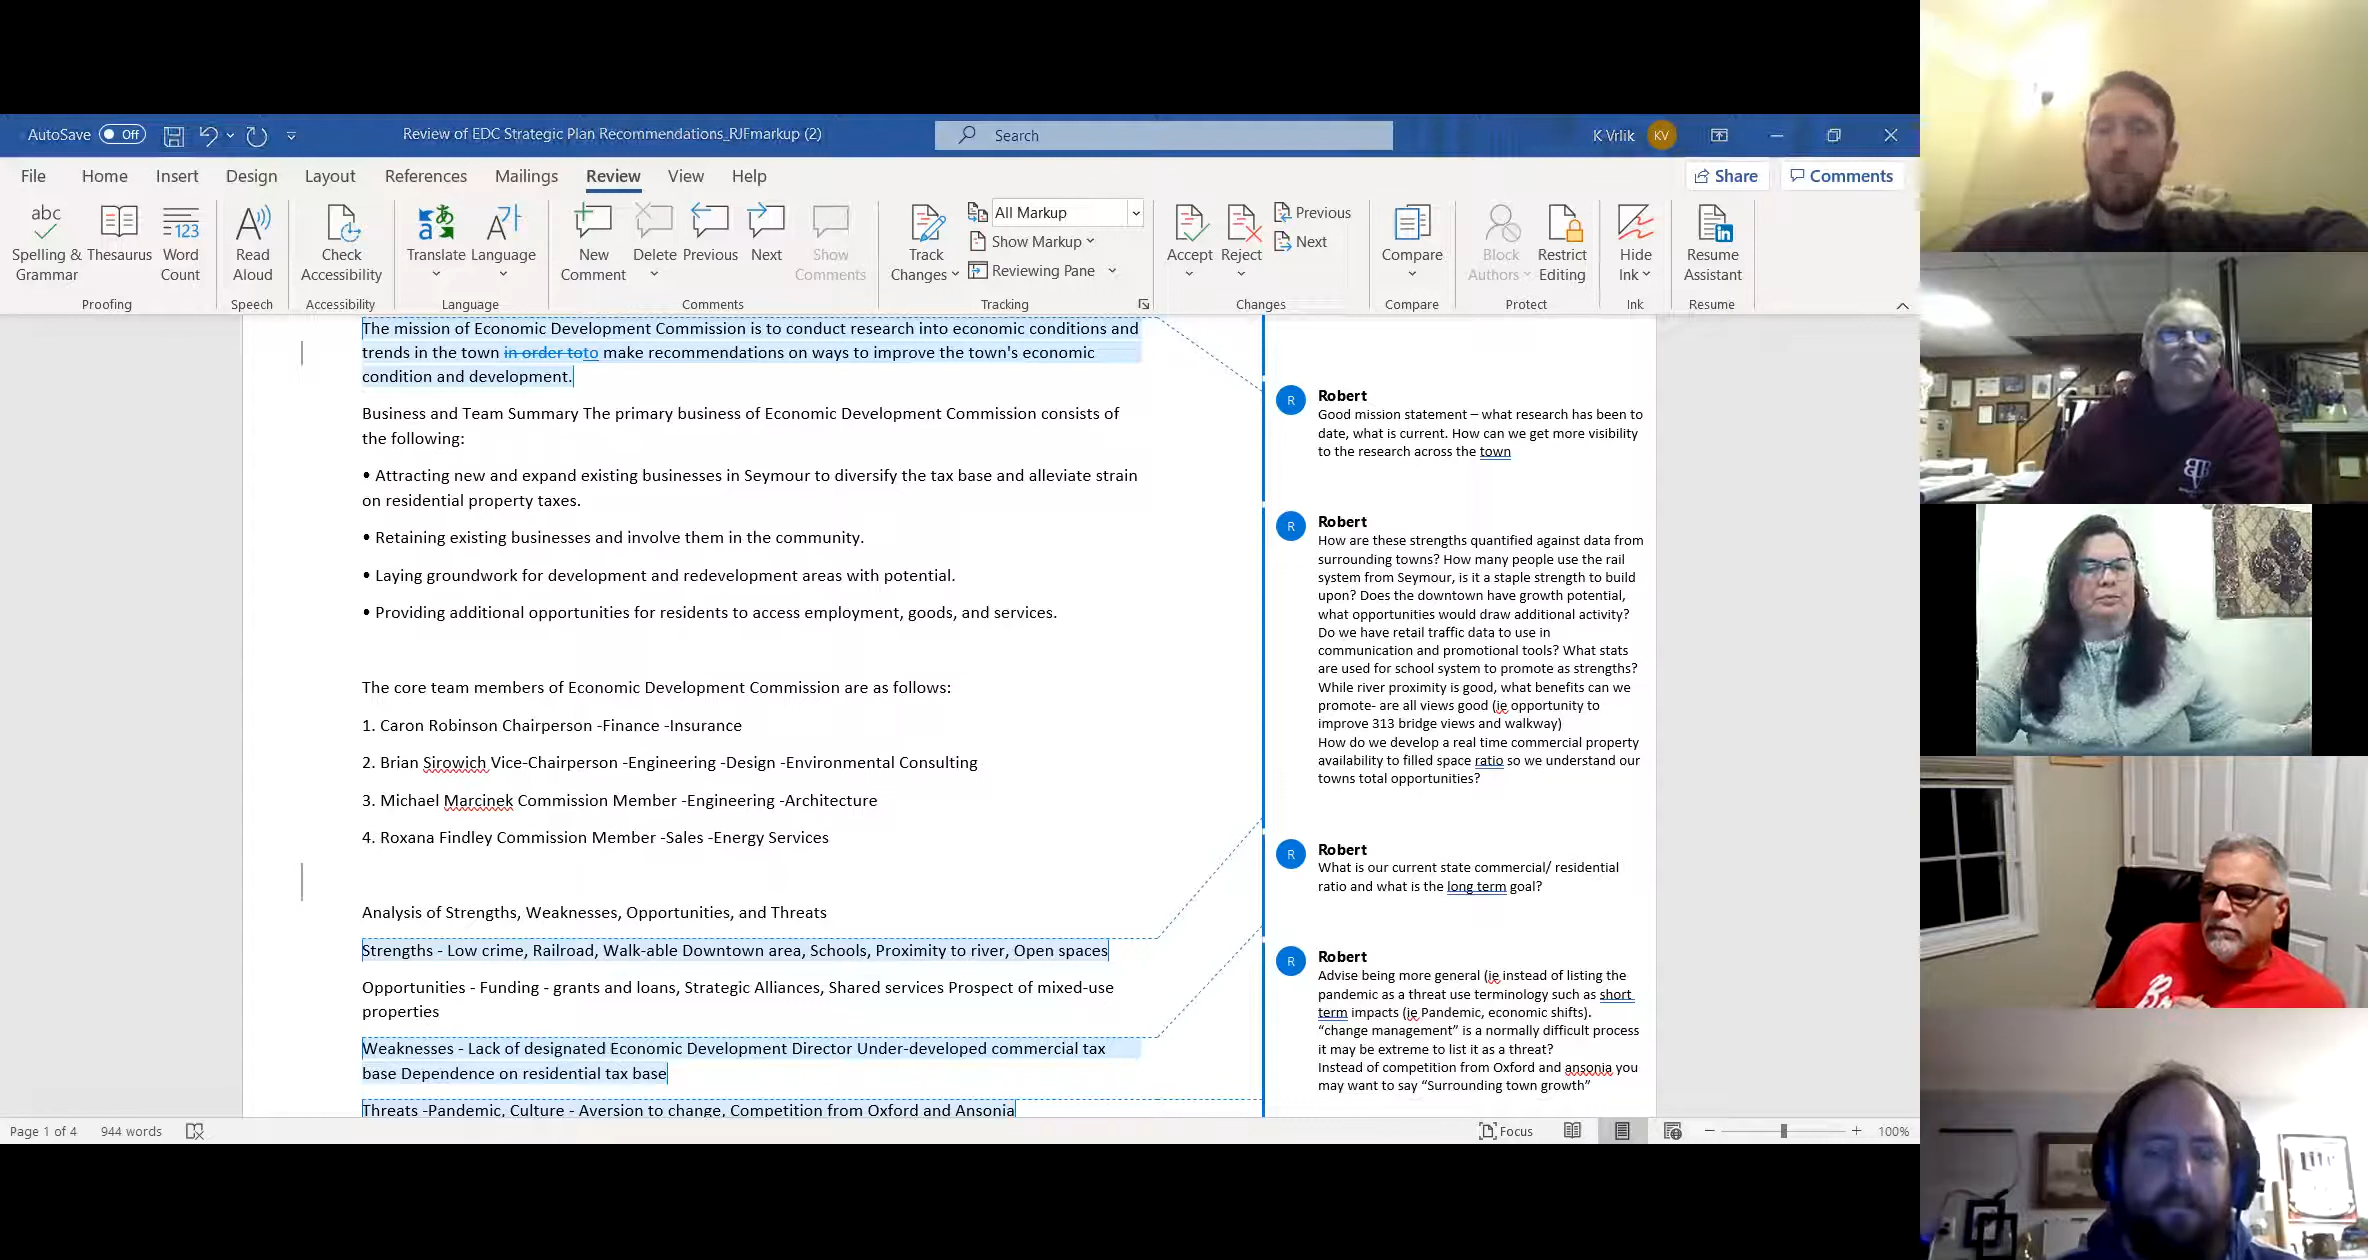 AutoSave Off
Review of EDC Strategic Plan Recommendations_RJFmarkup (2)
Search
K Vrlik KV
File Home Insert Design Layout References Mailings Review View Help
Share Comments
abc
Spelling & Grammar
Thesaurus
123
Word Count
Proofing
Read Aloud
Speech
Check Accessibility
Accessibility
Translate
Language
Language
New Comment
Delete
Previous
Next
Show Comments
Comments
Track Changes
All Markup
Show Markup
Reviewing Pane
Tracking
Accept
Reject
Previous
Next
Changes
Compare
Compare
Block Authors
Restrict Editing
Protect
Hide Ink
Ink
in
Resume Assistant
Resume
The mission of Economic Development Commission is to conduct research into economic conditions and
trends in the town in order toto make recommendations on ways to improve the town's economic
condition and development.
Business and Team Summary The primary business of Economic Development Commission consists of
the following:
• Attracting new and expand existing businesses in Seymour to diversify the tax base and alleviate strain
on residential property taxes.
• Retaining existing businesses and involve them in the community.
• Laying groundwork for development and redevelopment areas with potential.
• Providing additional opportunities for residents to access employment, goods, and services.
The core team members of Economic Development Commission are as follows:
1. Caron Robinson Chairperson -Finance -Insurance
2. Brian Sirowich Vice-Chairperson -Engineering -Design -Environmental Consulting
3. Michael Marcinek Commission Member -Engineering -Architecture
4. Roxana Findley Commission Member -Sales -Energy Services
Analysis of Strengths, Weaknesses, Opportunities, and Threats
Strengths - Low crime, Railroad, Walk-able Downtown area, Schools, Proximity to river, Open spaces
Opportunities - Funding - grants and loans, Strategic Alliances, Shared services Prospect of mixed-use
properties
Weaknesses - Lack of designated Economic Development Director Under-developed commercial tax
base Dependence on residential tax base
Threats -Pandemic, Culture - Aversion to change, Competition from Oxford and Ansonia
R
Robert
Good mission statement – what research has been to
date, what is current. How can we get more visibility
to the research across the town
R
Robert
How are these strengths quantified against data from
surrounding towns? How many people use the rail
system from Seymour, is it a staple strength to build
upon? Does the downtown have growth potential,
what opportunities would draw additional activity?
Do we have retail traffic data to use in
communication and promotional tools? What stats
are used for school system to promote as strengths?
While river proximity is good, what benefits can we
promote- are all views good (ie opportunity to
improve 313 bridge views and walkway)
How do we develop a real time commercial property
availability to filled space ratio so we understand our
towns total opportunities?
R
Robert
What is our current state commercial/ residential
ratio and what is the long term goal?
R
Robert
Advise being more general (ie instead of listing the
pandemic as a threat use terminology such as short
term impacts (ie Pandemic, economic shifts).
“change management” is a normally difficult process
it may be extreme to list it as a threat?
Instead of competition from Oxford and ansonia you
may want to say “Surrounding town growth”
Page 1 of 4 944 words
Focus
100%